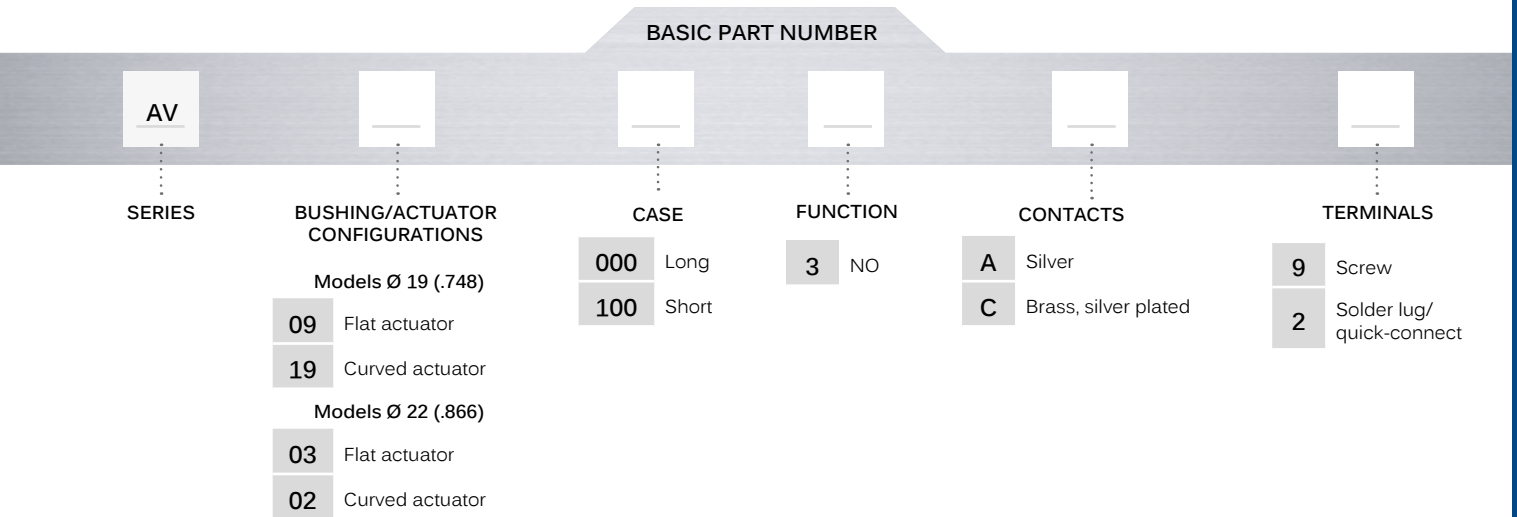 BASIC PART NUMBER
AV
SERIES
BUSHING/ACTUATOR
CONFIGURATIONS
Models Ø 19 (.748)
09 Flat actuator
19 Curved actuator
Models Ø 22 (.866)
03 Flat actuator
02 Curved actuator
CASE
000 Long
100 Short
FUNCTION
3 NO
CONTACTS
A Silver
C Brass, silver plated
TERMINALS
9 Screw
2 Solder lug/
quick-connect